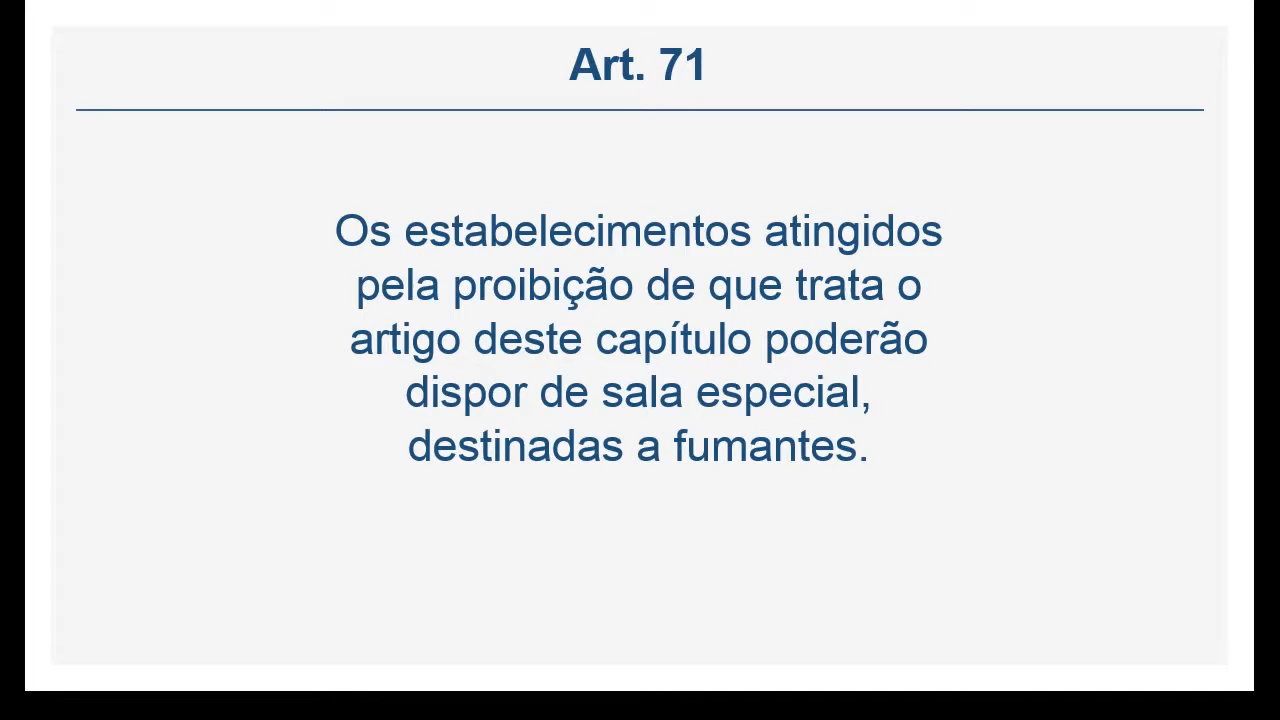 Art. 71
Os estabelecimentos atingidos
pela proibição de que trata o
artigo deste capítulo poderão
dispor de sala especial,
destinadas a fumantes.